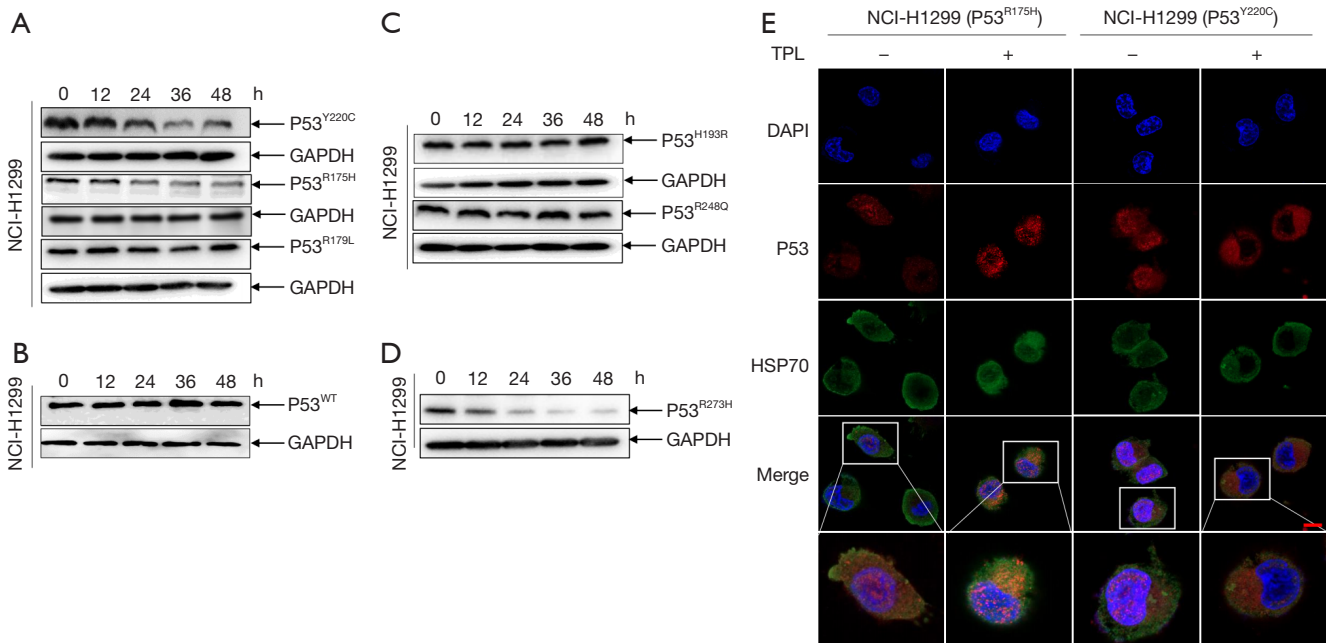 A
0 12 24 36 48 h
NCI-H1299
P53Y220C
GAPDH
P53R175H
GAPDH
P53R179L
GAPDH
B
0 12 24 36 48 h
NCI-H1299
P53WT
GAPDH
C
0 12 24 36 48 h
NCI-H1299
P53H193R
GAPDH
P53R248Q
GAPDH
D
0 12 24 36 48 h
NCI-H1299
P53R273H
GAPDH
E
NCI-H1299 (P53R175H) NCI-H1299 (P53Y220C)
TPL – + – +
DAPI
P53
HSP70
Merge